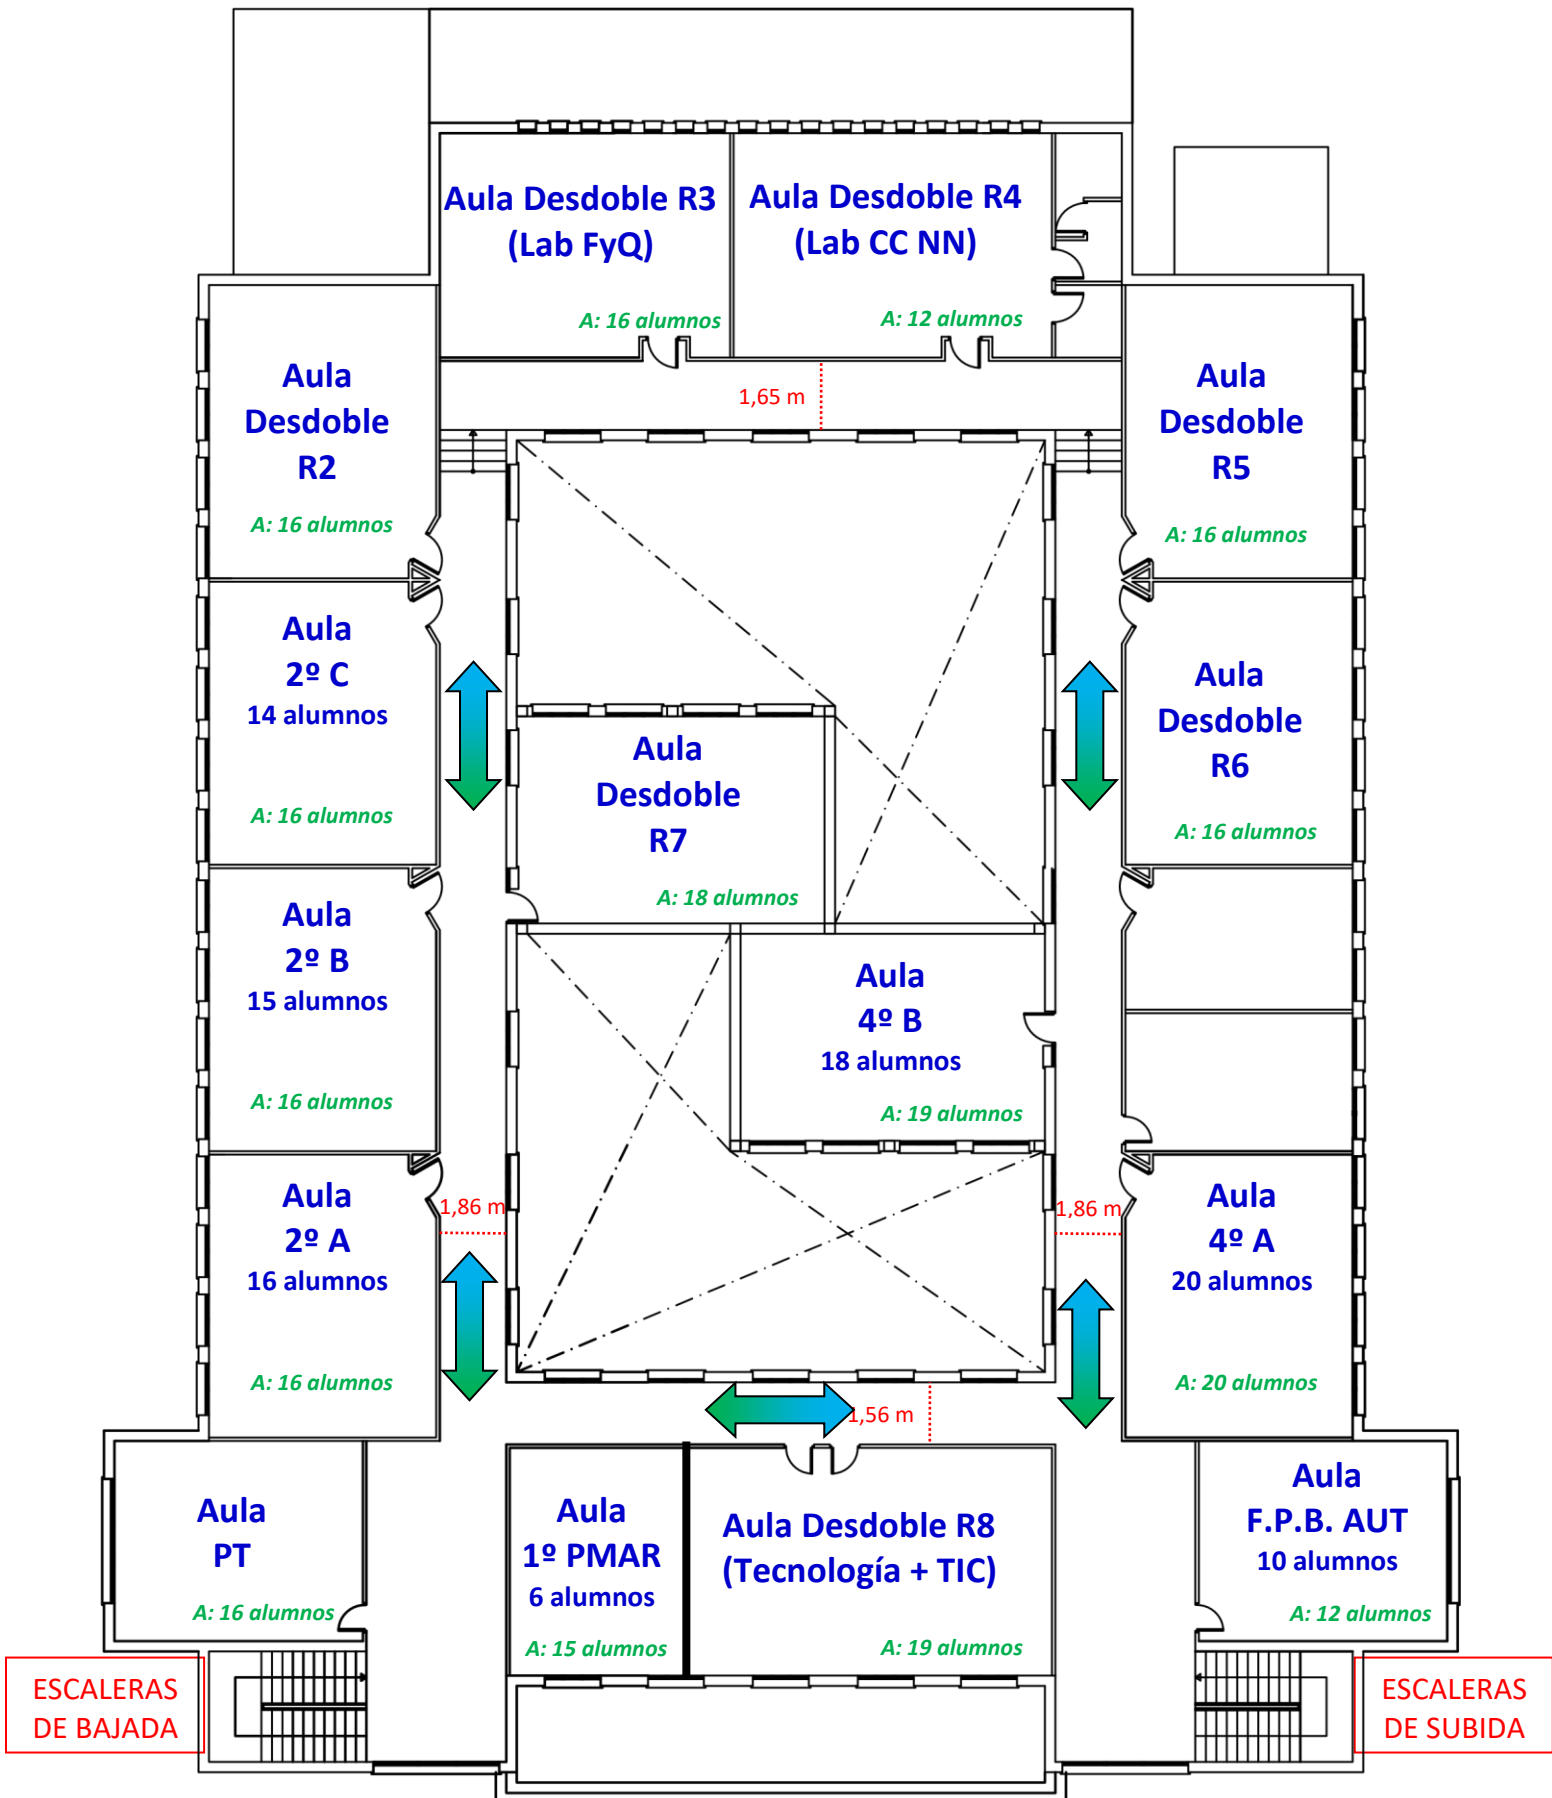 Aula Desdoble R3
(Lab FyQ)
A: 16 alumnos
Aula Desdoble R4
(Lab CC NN)
A: 12 alumnos
1,65 m
Aula
Desdoble
R2
A: 16 alumnos
Aula
Desdoble
R5
A: 16 alumnos
Aula
2º C
14 alumnos
A: 16 alumnos
Aula
Desdoble
R7
A: 18 alumnos
Aula
Desdoble
R6
A: 16 alumnos
Aula
2º B
15 alumnos
A: 16 alumnos
Aula
4º B
18 alumnos
A: 19 alumnos
Aula
2º A
16 alumnos
A: 16 alumnos
1,86 m
1,86 m
Aula
4º A
20 alumnos
A: 20 alumnos
1,56 m
Aula
PT
A: 16 alumnos
Aula
1º PMAR
6 alumnos
A: 15 alumnos
Aula Desdoble R8
(Tecnología + TIC)
A: 19 alumnos
Aula
F.P.B. AUT
10 alumnos
A: 12 alumnos
ESCALERAS
DE BAJADA
ESCALERAS
DE SUBIDA